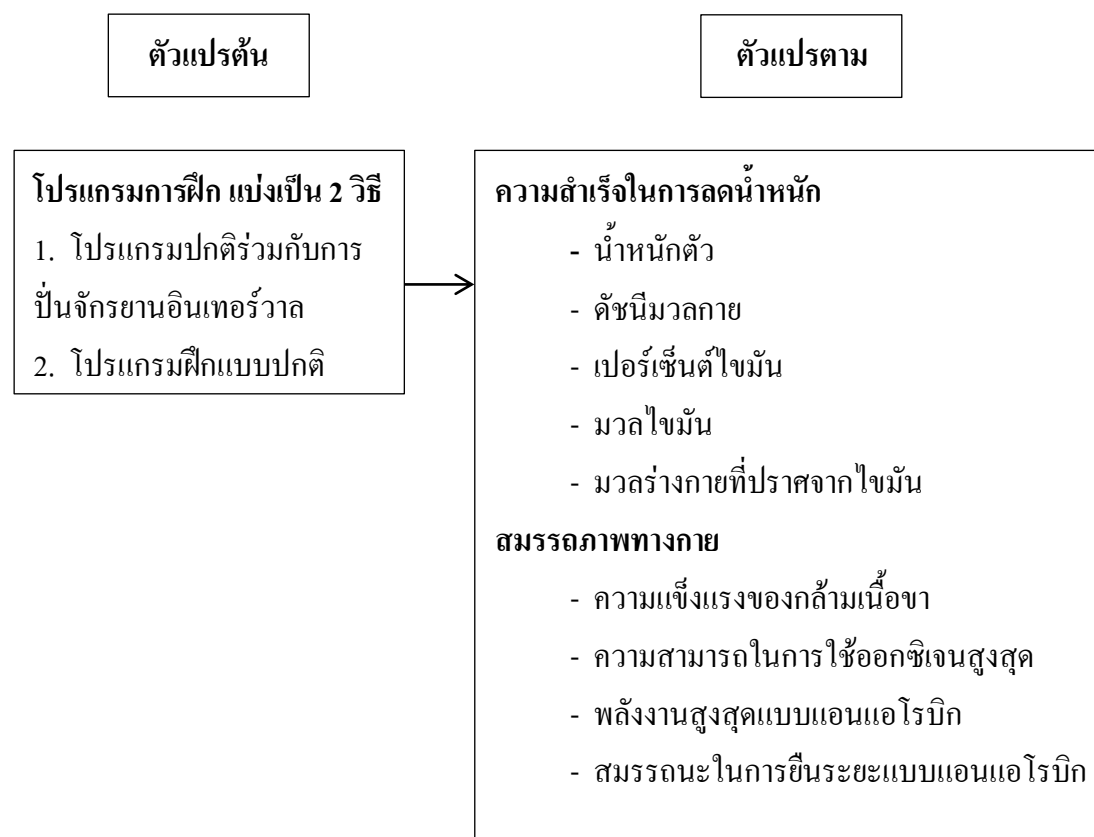 ตัวแปรต้น
ตัวแปรตาม
โปรแกรมการฝึก แบ่งเป็น 2 วิธี
1. โปรแกรมปกติร่วมกับการ
ปั่นจักรยานอินเทอร์วาล
2. โปรแกรมฝึกแบบปกติ
ความสำเร็จในการลดน้ำหนัก
- น้ำหนักตัว
- ดัชนีมวลกาย
- เปอร์เซ็นต์ไขมัน
- มวลไขมัน
- มวลร่างกายที่ปราศจากไขมัน
สมรรถภาพทางกาย
- ความแข็งแรงของกล้ามเนื้อขา
- ความสามารถในการใช้ออกซิเจนสูงสุด
- พลังงานสูงสุดแบบแอนแอโรบิก
- สมรรถนะในการยืนระยะแบบแอนแอโรบิก